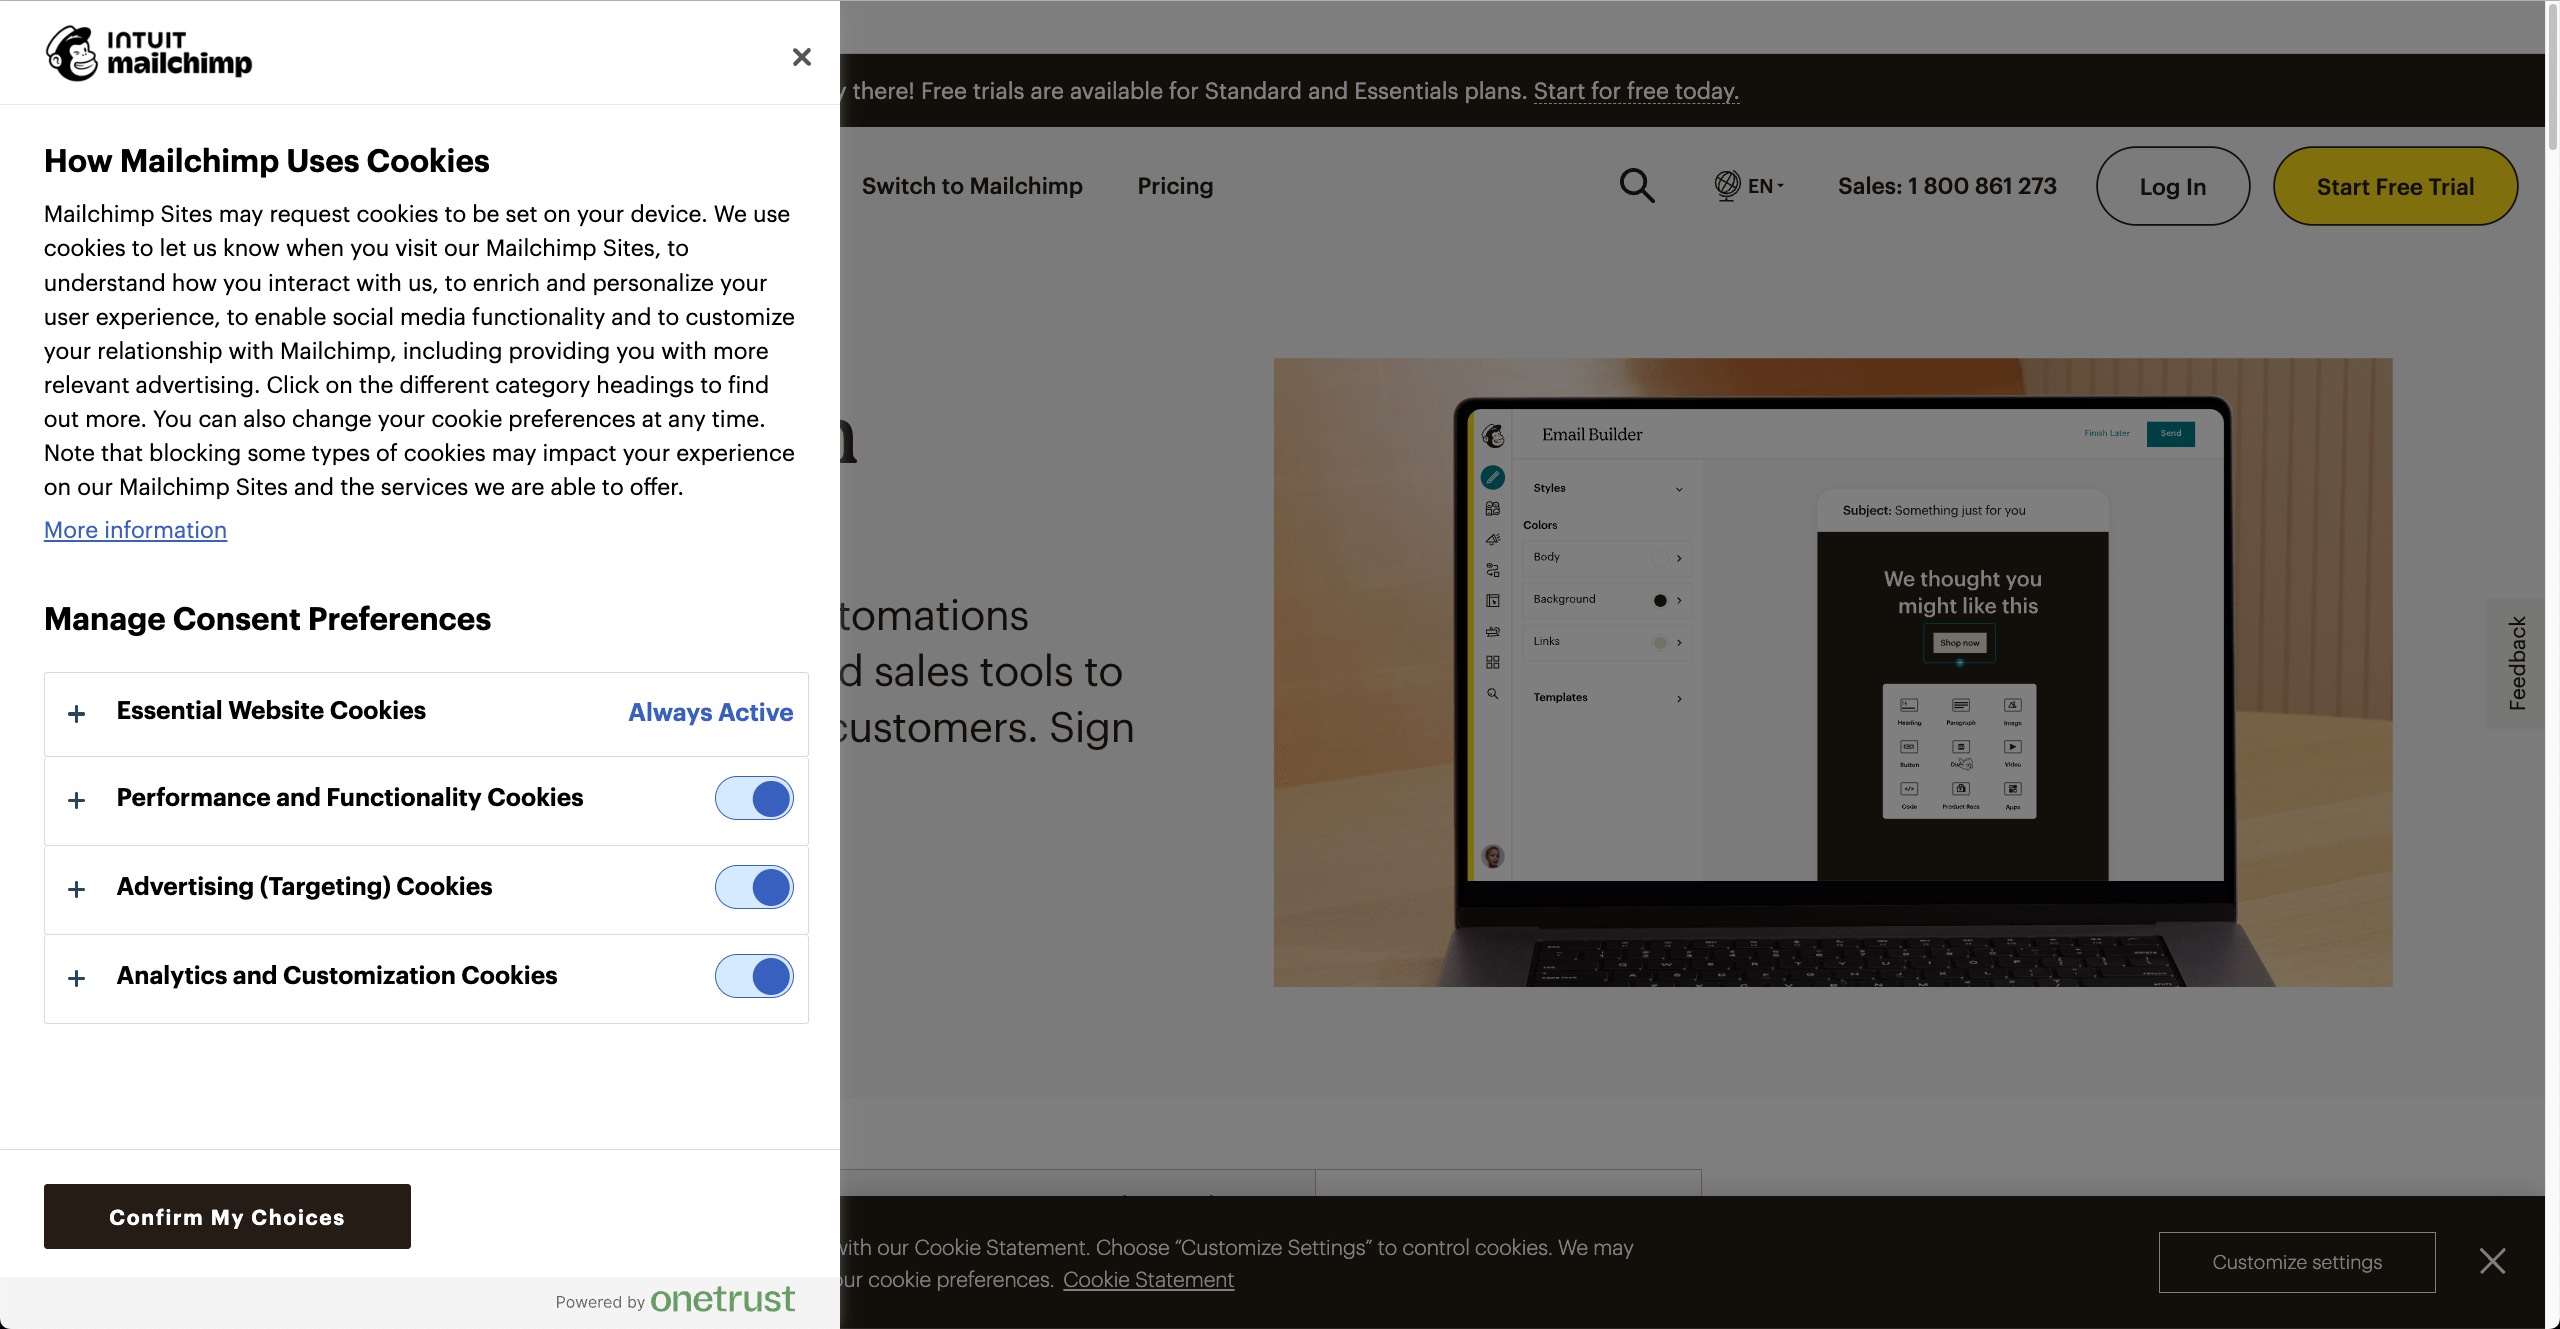 INTUIT
mailchimp
How Mailchimp Uses Cookies
Mailchimp Sites may request cookies to be set on your device. We use
cookies to let us know when you visit our Mailchimp Sites, to
understand how you interact with us, to enrich and personalize your
user experience, to enable social media functionality and to customize
your relationship with Mailchimp, including providing you with more
relevant advertising. Click on the different category headings to find
out more. You can also change your cookie preferences at any time.
Note that blocking some types of cookies may impact your experience
on our Mailchimp Sites and the services we are able to offer.
More information
Manage Consent Preferences
Essential Website Cookies
Always Active
Performance and Functionality Cookies
Advertising (Targeting) Cookies
Analytics and Customization Cookies
Confirm My Choices
Powered by onetrust
there! Free trials are available for Standard and Essentials plans. Start for free today.
Switch to Mailchimp
Pricing
EN
Sales: 1 800 861 273
Log In
Start Free Trial
tomations
d sales tools to
customers. Sign
Email Builder
Finish Later
Send
Styles
Colors
Body
Background
Links
Templates
Subject: Something just for you
We thought you
might like this
Shop now
Heading
Paragraph
Image
Button
Video
Code
Product Recs
Apps
Feedback
with our Cookie Statement. Choose “Customize Settings” to control cookies. We may
our cookie preferences. Cookie Statement
Customize settings